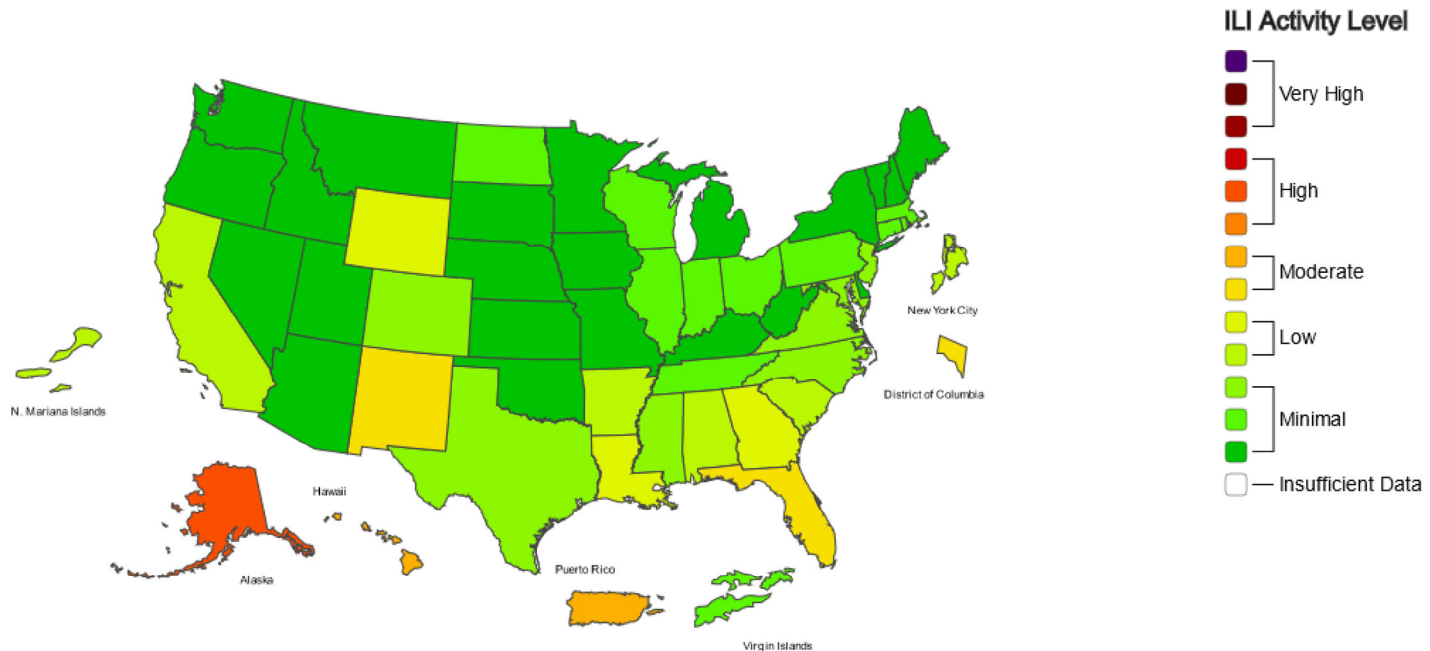 ILI Activity Level
Very High
High
Moderate
Low
Minimal
Insufficient Data
New York City
District of Columbia
N. Mariana Islands
Hawaii
Alaska
Puerto Rico
Virgin Islands